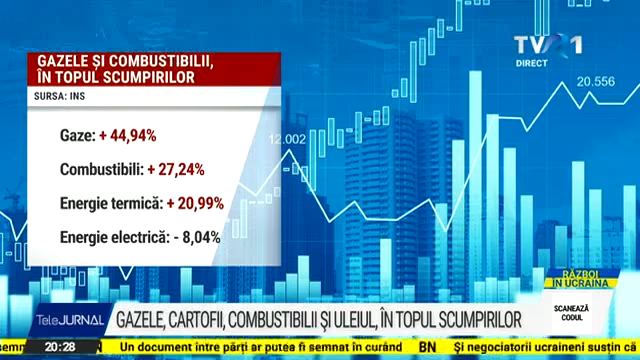 GAZELE ȘI COMBUSTIBILII,
ÎN TOPUL SCUMPIRILOR
SURSA: INS
Gaze: + 44,94%
Combustibili: + 27,24%
Energie termică: + 20,99%
Energie electrică: - 8,04%
TVR1
DIRECT
20.556
12.002
RĂZBOI
ÎN UCRAINA
SCANEAZĂ
CODUL
TeleJURNAL
GAZELE, CARTOFII, COMBUSTIBILII ȘI ULEIUL, ÎN TOPUL SCUMPIRILOR
20:28
Un document între părți ar putea fi semnat în curând BN Și negociatorii ucraineni susțin că